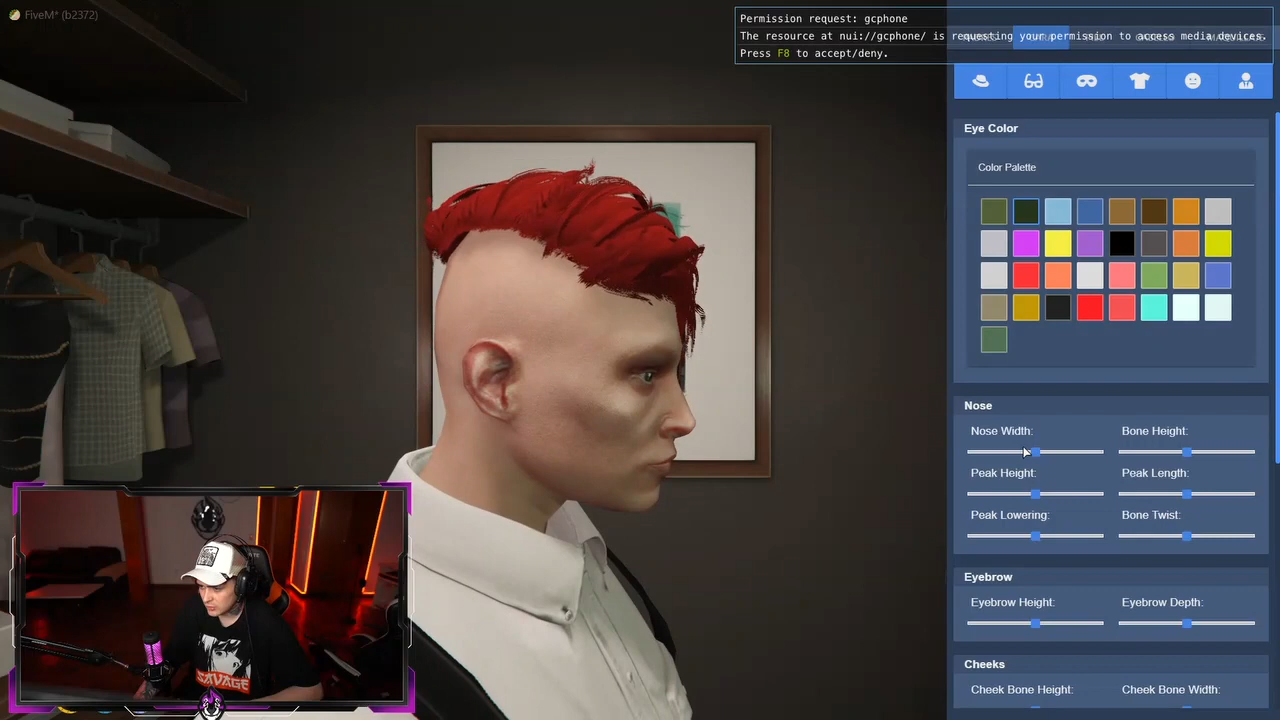 FiveM* (b2372)
Permission request: gcphone
The resource at nui://gcphone/ is requesting your permission to access media devices.
Press F8 to accept/deny.
Eye Color
Color Palette
Nose
Nose Width:
Bone Height:
Peak Height:
Peak Length:
Peak Lowering:
Bone Twist:
Eyebrow
Eyebrow Height:
Eyebrow Depth:
Cheeks
Cheek Bone Height:
Cheek Bone Width:
SAVAGE